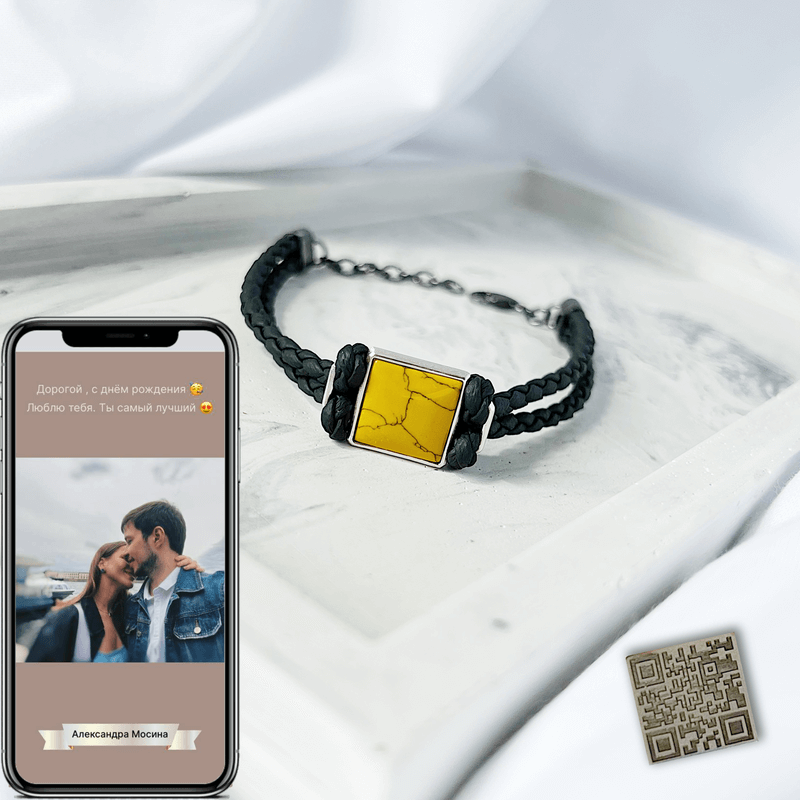 Дорогой , с днём рождения 🥳
Люблю тебя. Ты самый лучший 😍
Александра Мосина